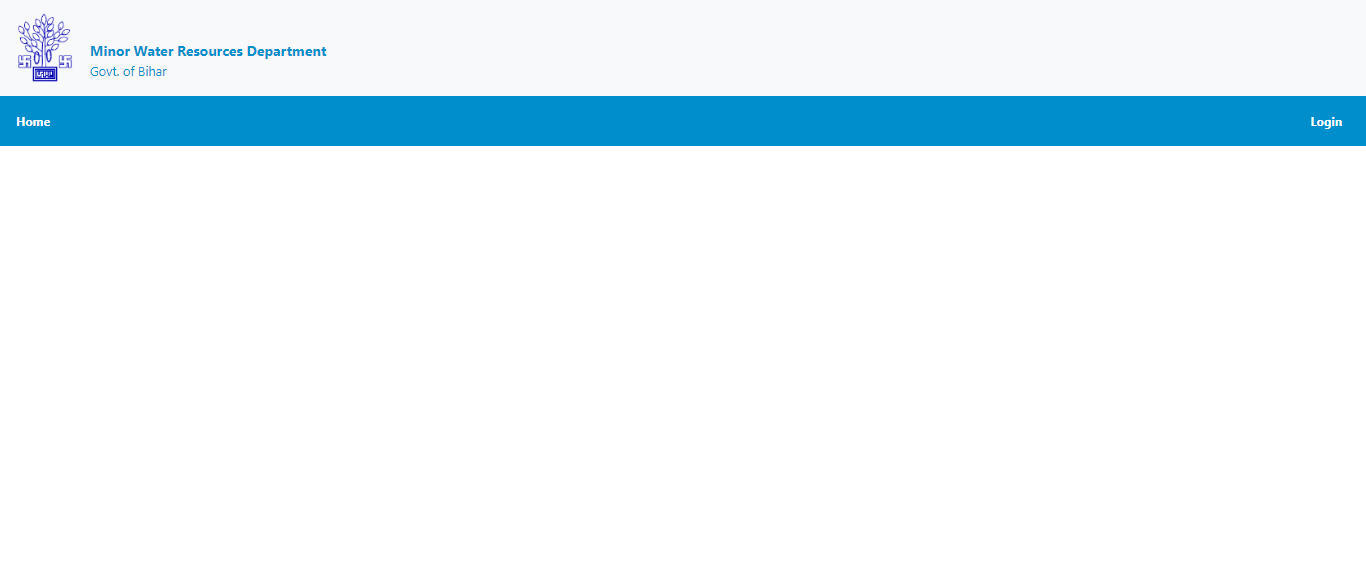 Minor Water Resources Department
Govt. of Bihar
Home
Login